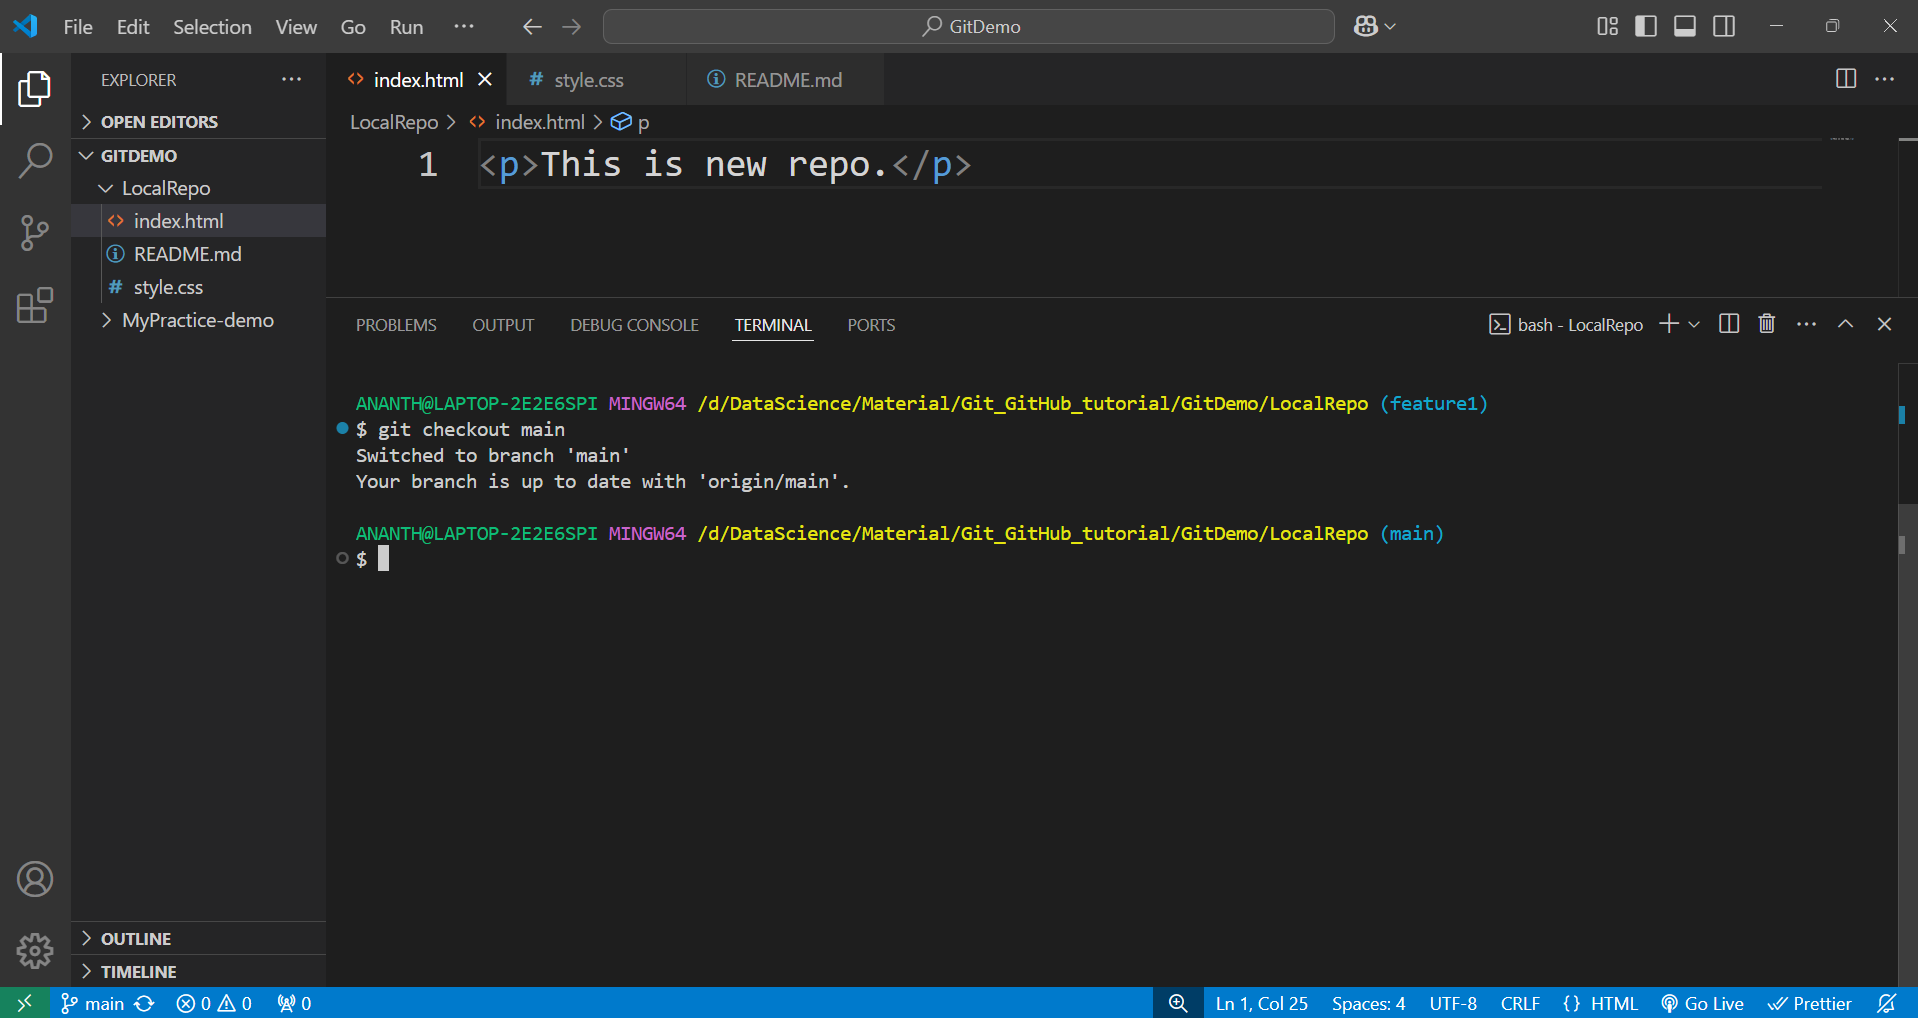 File Edit Selection View Go Run ··· GitDemo
EXPLORER ···
OPEN EDITORS
GITDEMO
LocalRepo
index.html
README.md
style.css
MyPractice-demo
OUTLINE
TIMELINE
index.html style.css README.md
LocalRepo > index.html > p
1 <p>This is new repo.</p>
PROBLEMS OUTPUT DEBUG CONSOLE TERMINAL PORTS bash - LocalRepo
ANANTH@LAPTOP-2E2E6SPI MINGW64 /d/DataScience/Material/Git_GitHub_tutorial/GitDemo/LocalRepo (feature1)
$ git checkout main
Switched to branch 'main'
Your branch is up to date with 'origin/main'.
ANANTH@LAPTOP-2E2E6SPI MINGW64 /d/DataScience/Material/Git_GitHub_tutorial/GitDemo/LocalRepo (main)
$
main 0 0 0 Ln 1, Col 25 Spaces: 4 UTF-8 CRLF {} HTML Go Live Prettier